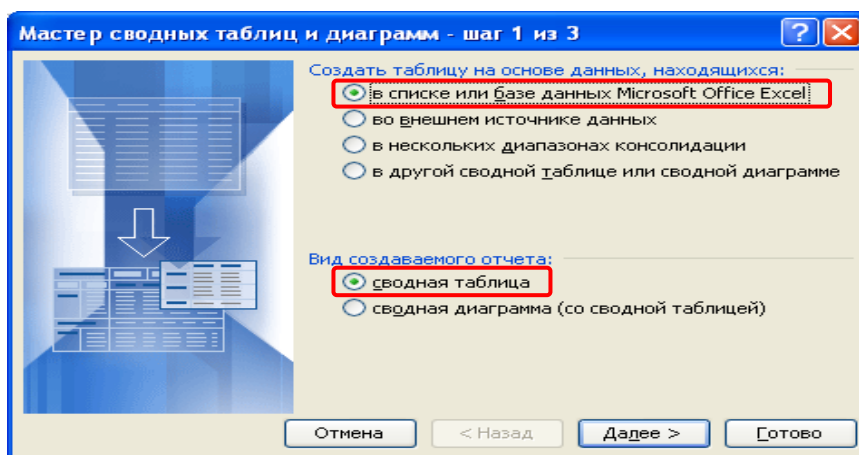 Мастер сводных таблиц и диаграмм - шаг 1 из 3
Создать таблицу на основе данных, находящихся:
в списке или базе данных Microsoft Office Excel
во внешнем источнике данных
в нескольких диапазонах консолидации
в другой сводной таблице или сводной диаграмме
Вид создаваемого отчета:
сводная таблица
сводная диаграмма (со сводной таблицей)
Отмена < Назад Далее > Готово